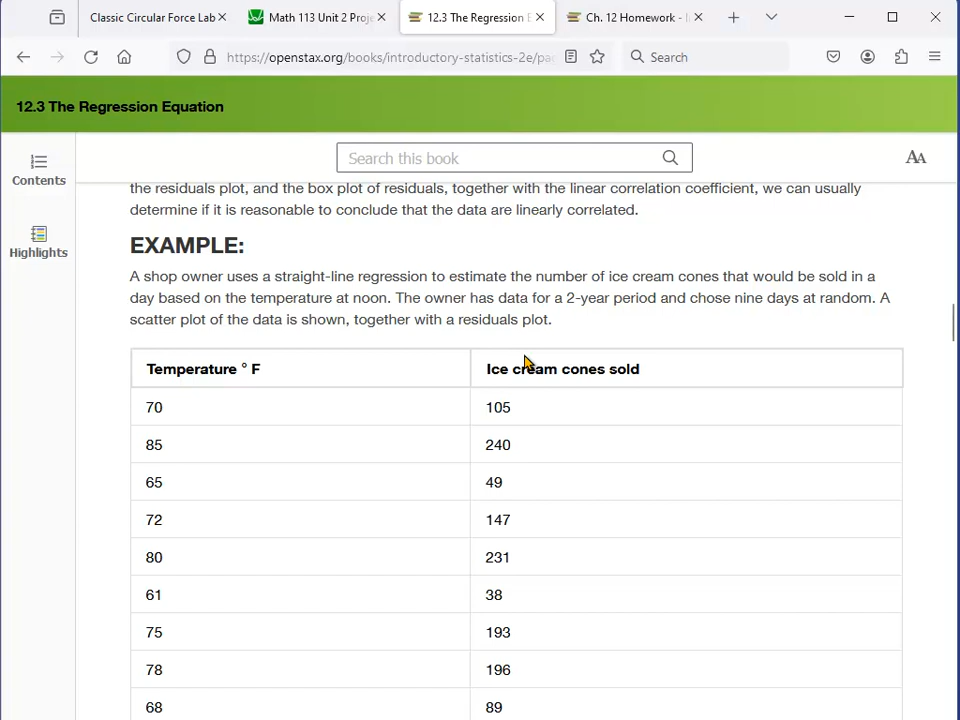 Classic Circular Force Lab
Math 113 Unit 2 Proje
12.3 The Regression E
Ch. 12 Homework - I
https://openstax.org/books/introductory-statistics-2e/pag
Search
12.3 The Regression Equation
Contents
Search this book
AA
Highlights
the residuals plot, and the box plot of residuals, together with the linear correlation coefficient, we can usually
determine if it is reasonable to conclude that the data are linearly correlated.
EXAMPLE:
A shop owner uses a straight-line regression to estimate the number of ice cream cones that would be sold in a
day based on the temperature at noon. The owner has data for a 2-year period and chose nine days at random. A
scatter plot of the data is shown, together with a residuals plot.
Temperature ° F Ice cream cones sold
70 105
85 240
65 49
72 147
80 231
61 38
75 193
78 196
68 89